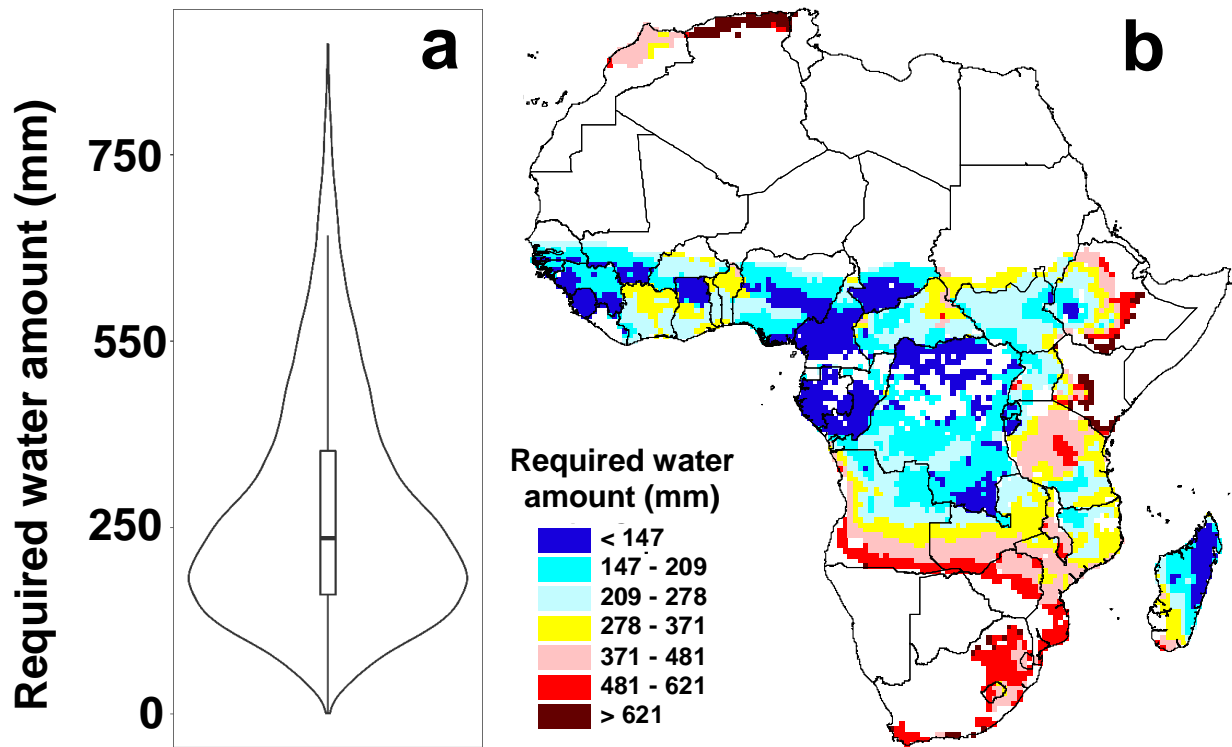 a
b
Required water amount (mm)
750
550
250
0
Required water
amount (mm)
< 147
147 - 209
209 - 278
278 - 371
371 - 481
481 - 621
> 621